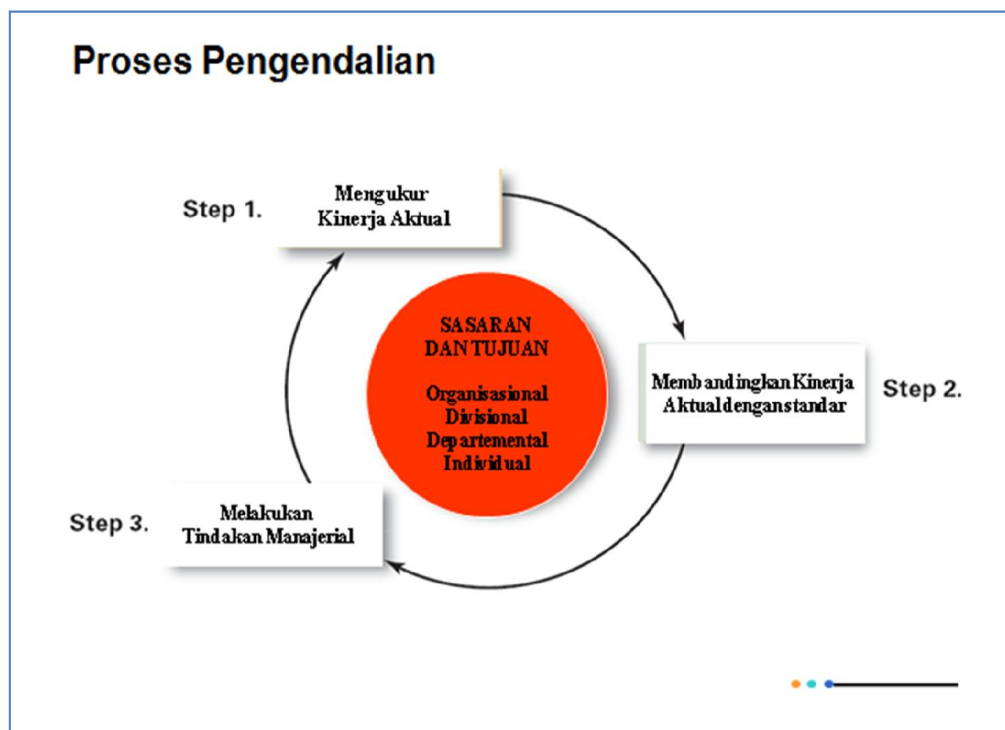 Proses Pengendalian
Step 1.
Mengukur
Kinerja Aktual
SASARAN
DAN TUJUAN
Organisasional
Divisional
Departemental
Individual
Membandingkan Kinerja
Aktual dengan standar
Step 2.
Step 3.
Melakukan
Tindakan Manajerial